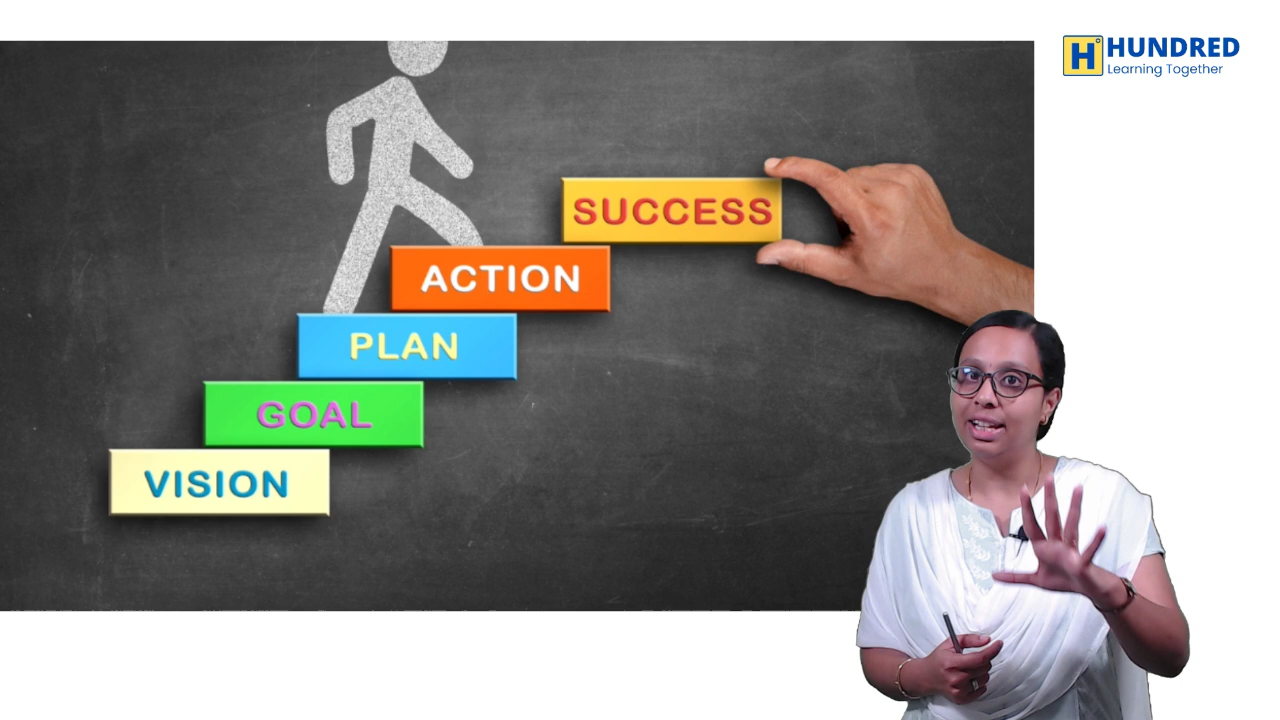 HUNDRED
Learning Together
SUCCESS
ACTION
PLAN
GOAL
VISION